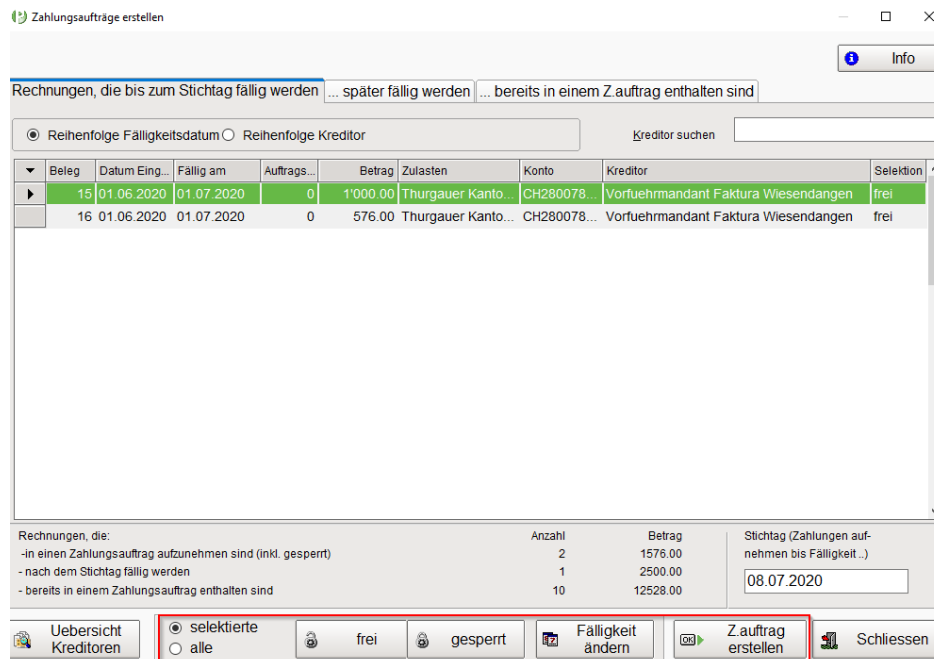 Zahlungsaufträge erstellen
Info
Rechnungen, die bis zum Stichtag fällig werden ... später fällig werden ... bereits in einem Z.auftrag enthalten sind
Reihenfolge Fälligkeitsdatum Reihenfolge Kreditor Kreditor suchen
Beleg Datum Eing... Fällig am Auftrags... Betrag Zulasten Konto Kreditor Selektion
15 01.06.2020 01.07.2020 0 1'000.00 Thurgauer Kanto... CH280078... Vorfuehrmandant Faktura Wiesendangen frei
16 01.06.2020 01.07.2020 0 576.00 Thurgauer Kanto... CH280078... Vorfuehrmandant Faktura Wiesendangen frei
Rechnungen, die: Anzahl Betrag Stichtag (Zahlungen auf-
-in einen Zahlungsauftrag aufzunehmen sind (inkl. gesperrt) 2 1576.00 nehmen bis Fälligkeit ..)
- nach dem Stichtag fällig werden 1 2500.00
08.07.2020
- bereits in einem Zahlungsauftrag enthalten sind 10 12528.00
Uebersicht
Kreditoren
selektierte
alle
frei
gesperrt
Fälligkeit
ändern
OK
Z.auftrag
erstellen
Schliessen